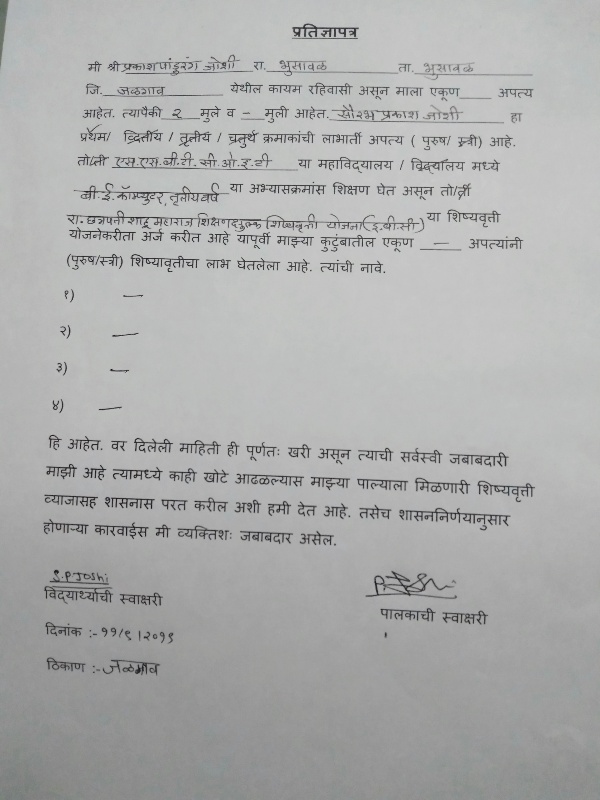 प्रतिज्ञापत्र
मी श्री प्रकाश पांडुरंग जोशी रा. भुसावळ ता. भुसावळ
जि. जळगाव येथील कायम रहिवासी असून माला एकूण ____ अपत्य
आहेत. त्यापैकी २ मुले व - मुली आहेत. सौरभ प्रकाश जोशी हा
प्रथम/ द्वितीय / तृतीय / चतुर्थ क्रमाकांची लाभार्ती अपत्य ( पुरुष/ स्त्री) आहे.
तो/ती एस.एस.जी.टी.सी.ओ.इ.टी या महाविद्यालय / विद्यालय मध्ये
बी.ई.कॉम्प्युटर, तृतीय वर्ष या अभ्यासक्रमांस शिक्षण घेत असून तो/ती
रा. छत्रपती शाहू महाराज शिक्षण शुल्क शिष्यवृत्ती योजना (इ.बी.सी) या शिष्यवृत्ती
योजनेकरीता अर्ज करीत आहे यापूर्वी माझ्या कुटुंबातील एकूण — अपत्यांनी
(पुरुष/स्त्री) शिष्यावृतीचा लाभ घेतलेला आहे. त्यांची नावे.
१) —
२) —
३) —
४) —
हि आहेत. वर दिलेली माहिती ही पूर्णतः खरी असून त्याची सर्वस्वी जबाबदारी
माझी आहे त्यामध्ये काही खोटे आढळल्यास माझ्या पाल्याला मिळणारी शिष्यवृत्ती
व्याजासह शासनास परत करील अशी हमी देत आहे. तसेच शासननिर्णयानुसार
होणाऱ्या कारवाईस मी व्यक्तिशः जबाबदार असेल.
S.P.Joshi
विद्यार्थ्याची स्वाक्षरी
पालकाची स्वाक्षरी
दिनांक :- ११/९/२०१९
ठिकाण :- जळगाव